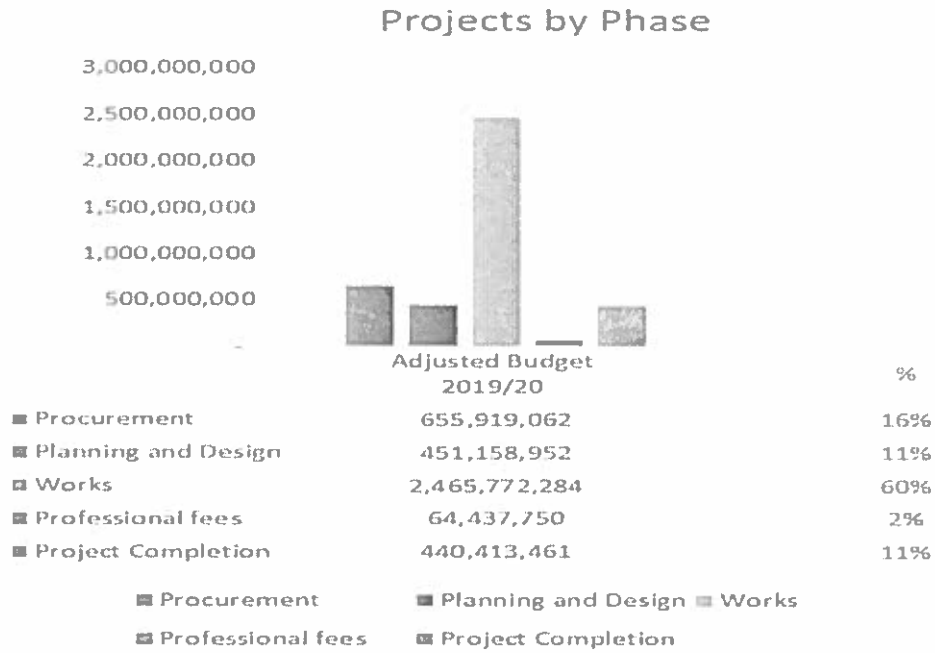 Projects by Phase
3,000,000,000
2,500,000,000
2,000,000,000
1,500,000,000
1,000,000,000
500,000,000
-
Adjusted Budget
2019/20 %
Procurement 655,919,062 16%
Planning and Design 451,158,952 11%
Works 2,465,772,284 60%
Professional fees 64,437,750 2%
Project Completion 440,413,461 11%
Procurement Planning and Design Works
Professional fees Project Completion